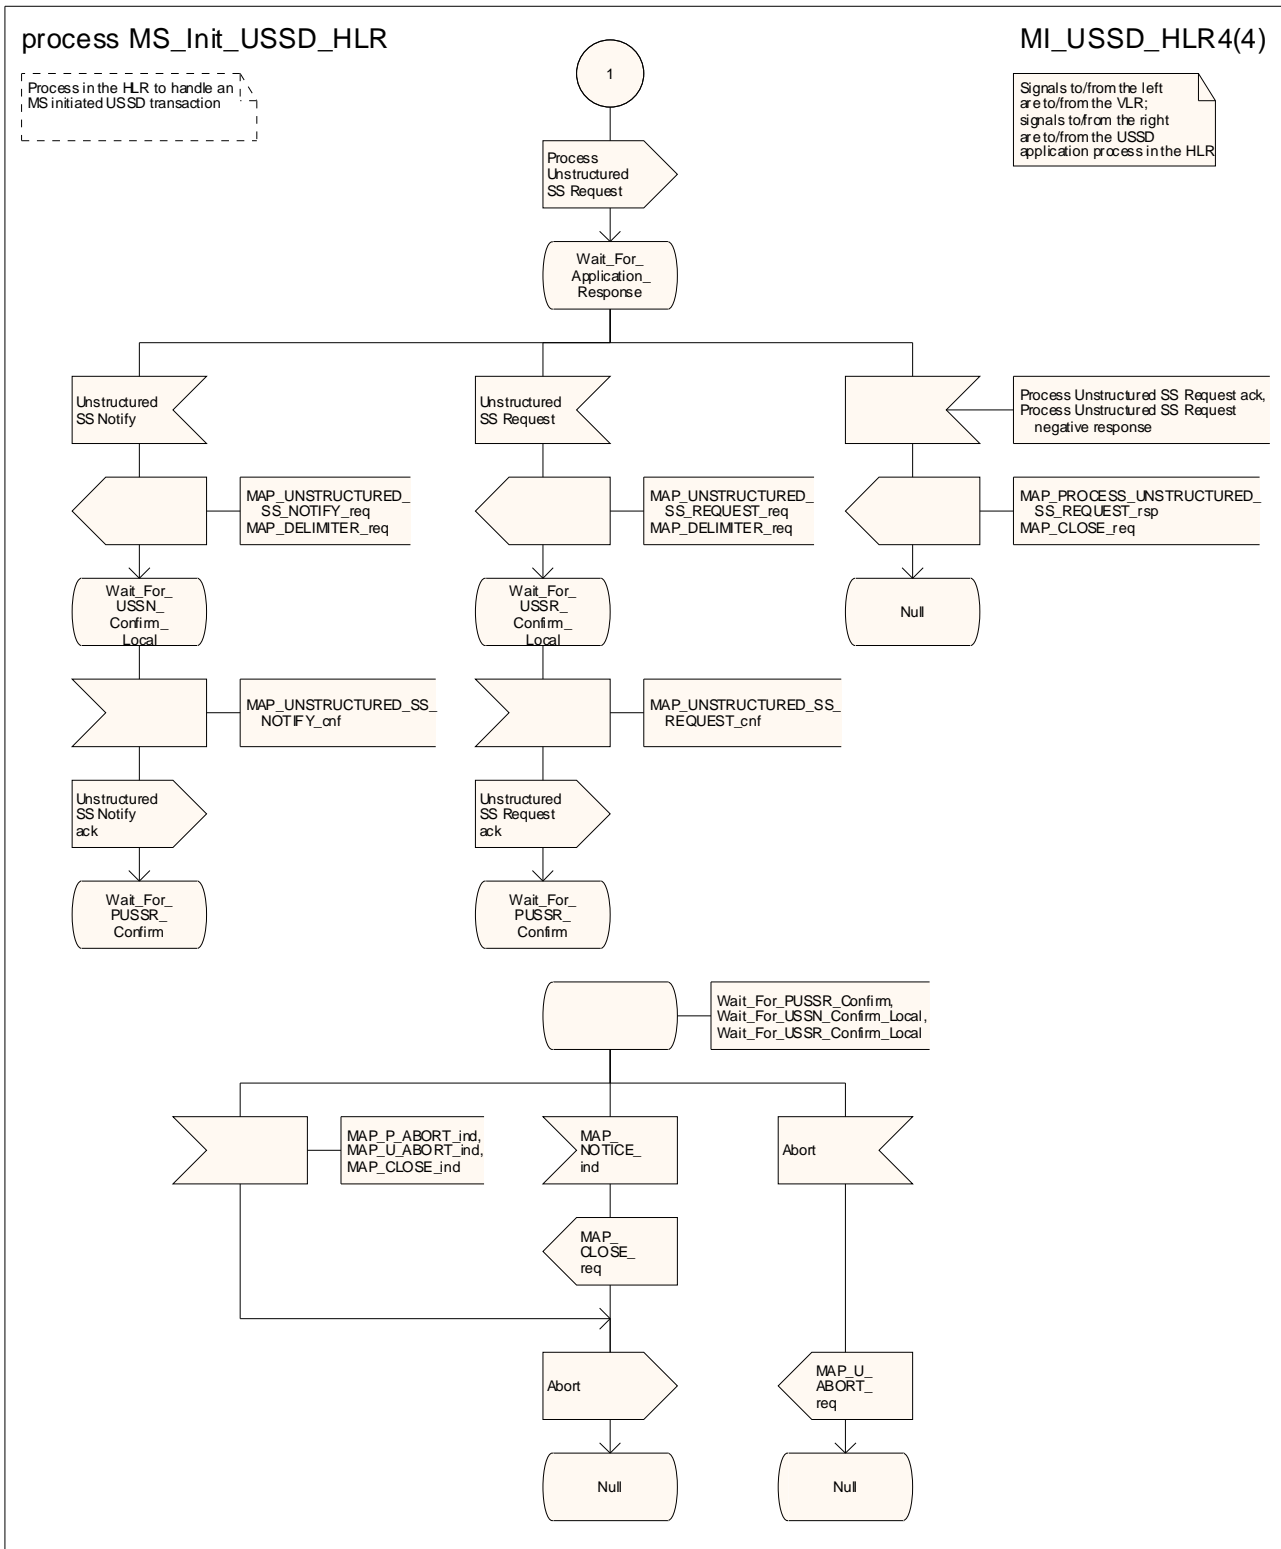 process MS_Init_USSD_HLR
MI_USSD_HLR4(4)
Process in the HLR to handle an
MS initiated USSD transaction
1
Signals to/from the left
are to/from the VLR;
signals to/from the right
are to/from the USSD
application process in the HLR
Process
Unstructured
SS Request
Wait_For_
Application_
Response
Unstructured
SS Notify
Unstructured
SS Request
Process Unstructured SS Request ack,
Process Unstructured SS Request
negative response
MAP_UNSTRUCTURED_
SS_NOTIFY_req
MAP_DELIMITER_req
MAP_UNSTRUCTURED_
SS_REQUEST_req
MAP_DELIMITER_req
MAP_PROCESS_UNSTRUCTURED_
SS_REQUEST_rsp
MAP_CLOSE_req
Wait_For_
USSN_
Confirm_
Local
Wait_For_
USSR_
Confirm_
Local
Null
MAP_UNSTRUCTURED_SS_
NOTIFY_cnf
MAP_UNSTRUCTURED_SS_
REQUEST_cnf
Unstructured
SS Notify
ack
Unstructured
SS Request
ack
Wait_For_
PUSSR_
Confirm
Wait_For_
PUSSR_
Confirm
Wait_For_PUSSR_Confirm,
Wait_For_USSN_Confirm_Local,
Wait_For_USSR_Confirm_Local
MAP_P_ABORT_ind,
MAP_U_ABORT_ind,
MAP_CLOSE_ind
MAP_
NOTICE_
ind
Abort
MAP_
CLOSE_
req
Abort
MAP_U_
ABORT_
req
Null
Null